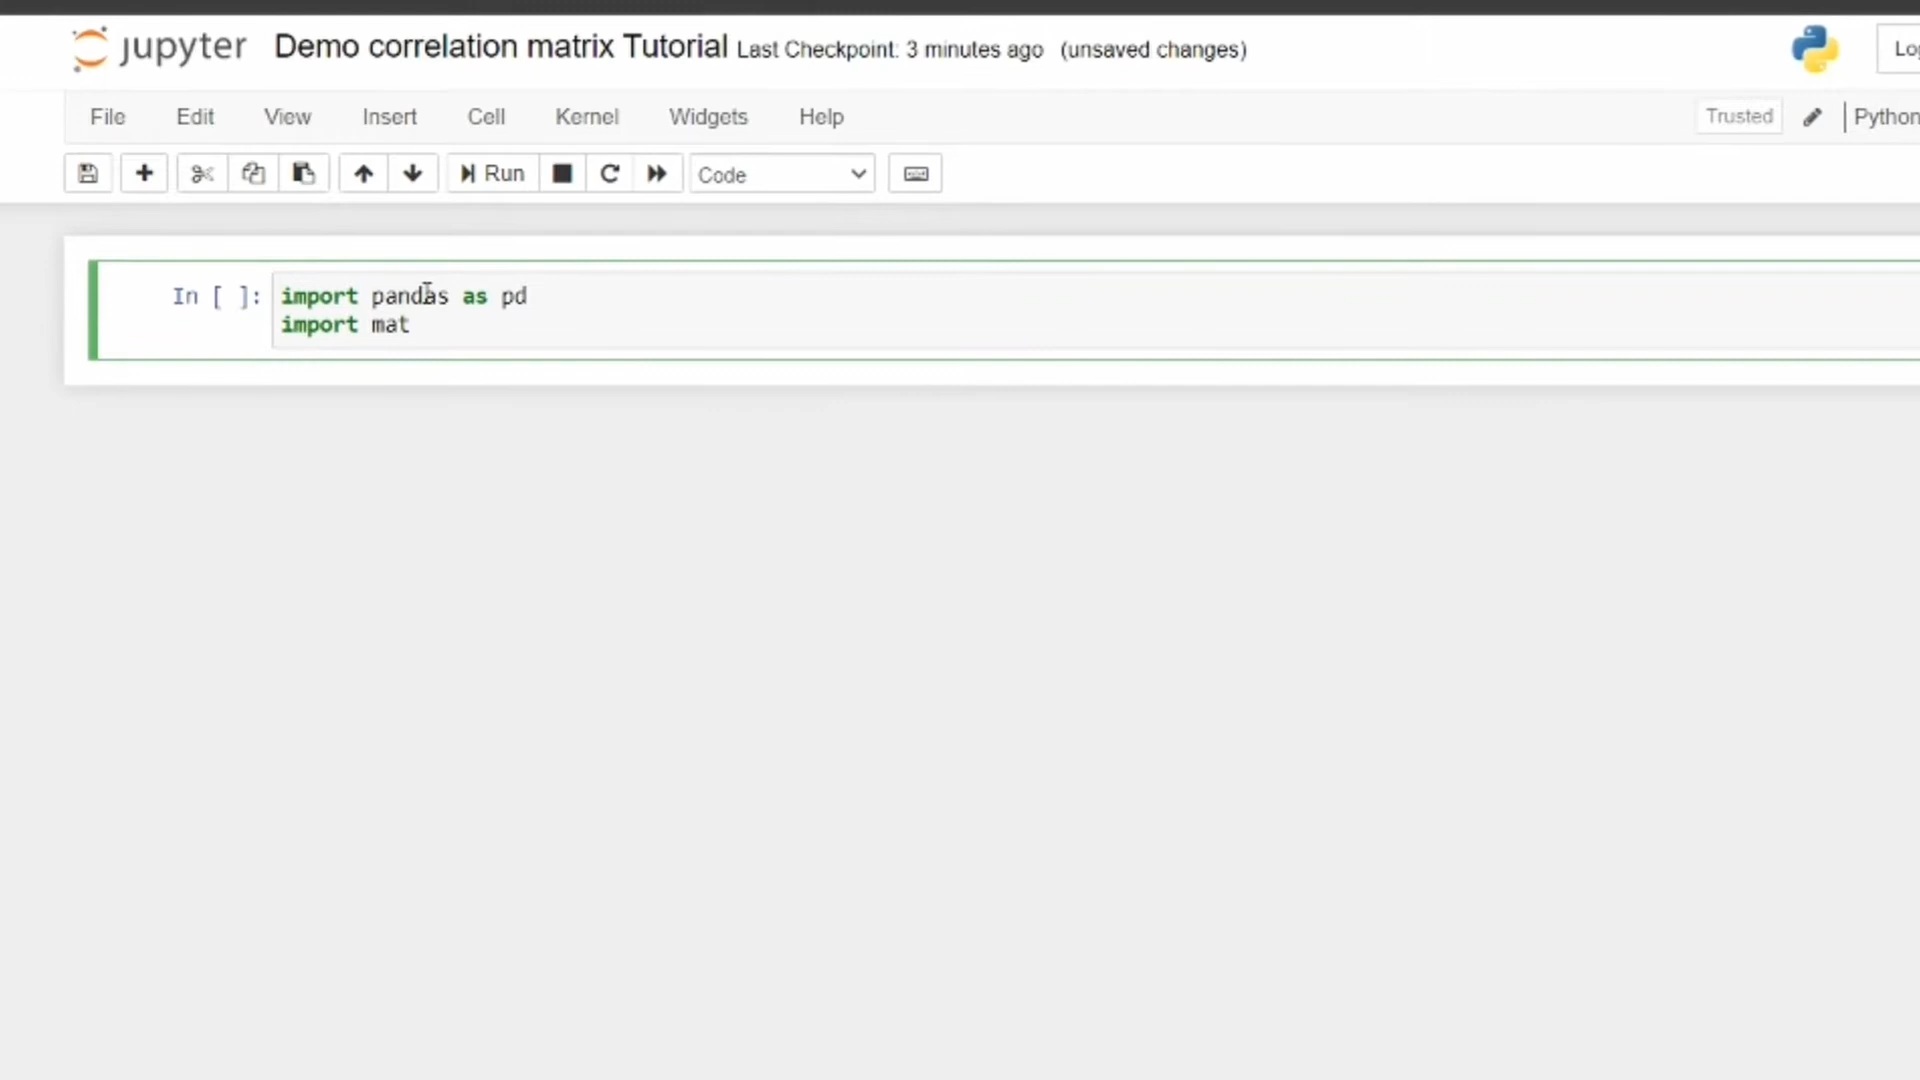 jupyter Demo correlation matrix Tutorial Last Checkpoint: 3 minutes ago (unsaved changes)
File Edit View Insert Cell Kernel Widgets Help Trusted Python
Run Code
In [ ]: import pandas as pd
import mat